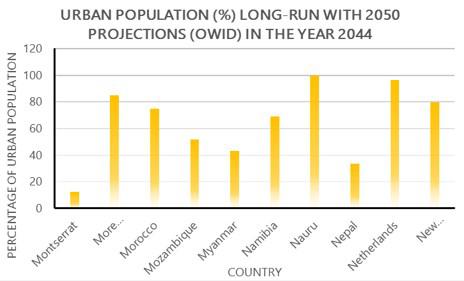 URBAN POPULATION (%) LONG-RUN WITH 2050
PROJECTIONS (OWID) IN THE YEAR 2044
PERCENTAGE OF URBAN POPULATION
120
100
80
60
40
20
0
Montserrat
More...
Morocco
Mozambique
Myanmar
Namibia
Nauru
Nepal
Netherlands
New...
COUNTRY